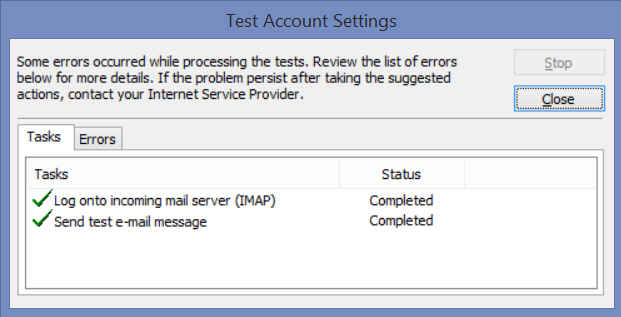 Test Account Settings
Some errors occurred while processing the tests. Review the list of errors
below for more details. If the problem persist after taking the suggested
actions, contact your Internet Service Provider.
Stop
Close
Tasks Errors
Tasks Status
Log onto incoming mail server (IMAP) Completed
Send test e-mail message Completed